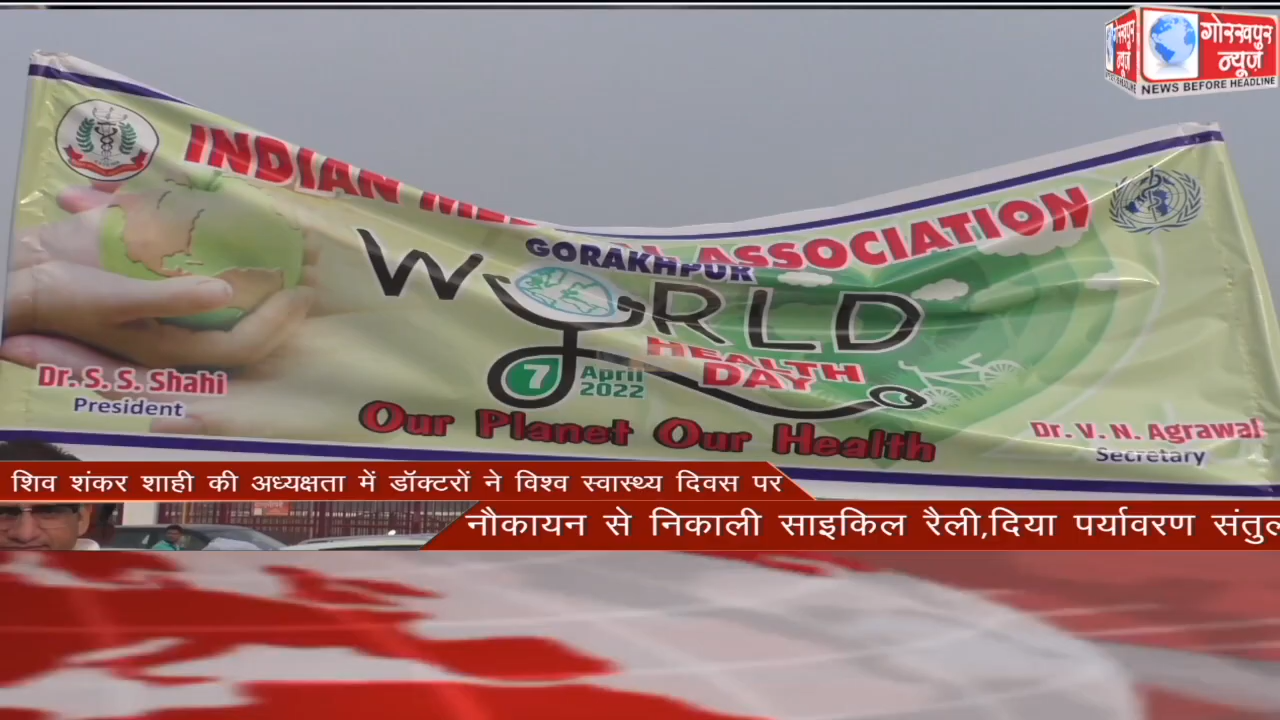 गोरखपुर
न्यूज़
NEWS BEFORE HEADLINE
INDIAN ASSOCIATION
GORAKHPUR
WORLD
HEALTH
DAY
7 April
2022
Our Planet Our Health
Dr. S. S. Shahi
President
Dr. V. N. Agrawal
Secretary
शिव शंकर शाही की अध्यक्षता में डॉक्टरों ने विश्व स्वास्थ्य दिवस पर
नौकायन से निकाली साइकिल रैली,दिया पर्यावरण संतुल